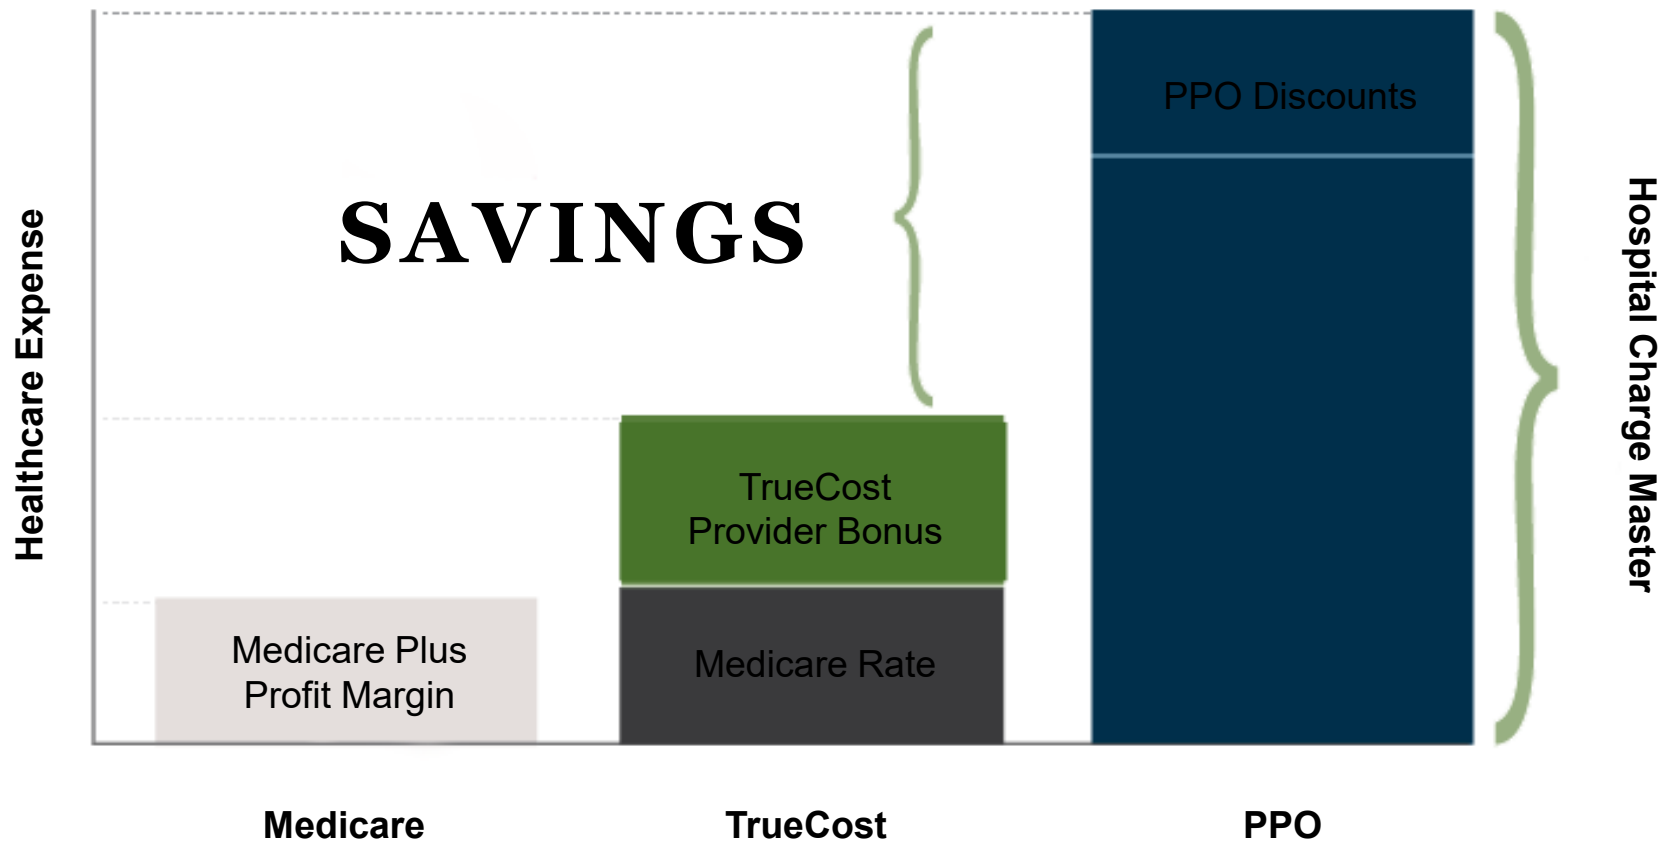 PPO Discounts
SAVINGS
Healthcare Expense
Hospital Charge Master
TrueCost
Provider Bonus
Medicare Plus
Profit Margin
Medicare Rate
Medicare
TrueCost
PPO